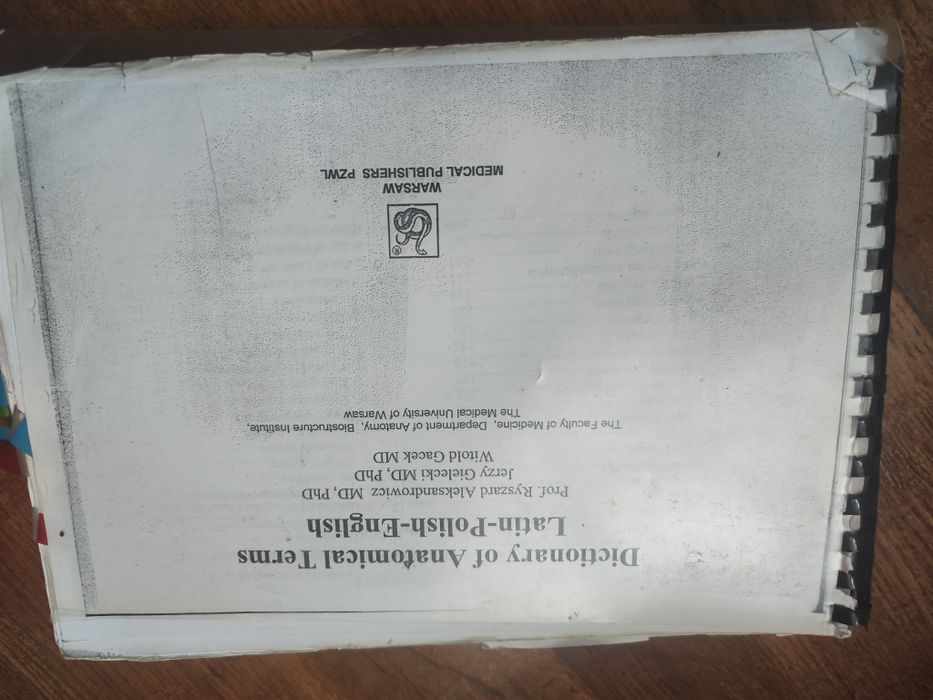 Dictionary of Anatomical Terms
Latin-Polish-English
Prof. Ryszard Aleksandrowicz MD, PhD
Jerzy Gielecki MD, PhD
Witold Gacek MD
The Faculty of Medicine, Department of Anatomy, Biostructure Institute,
The Medical University of Warsaw
®
WARSAW
MEDICAL PUBLISHERS PZWL